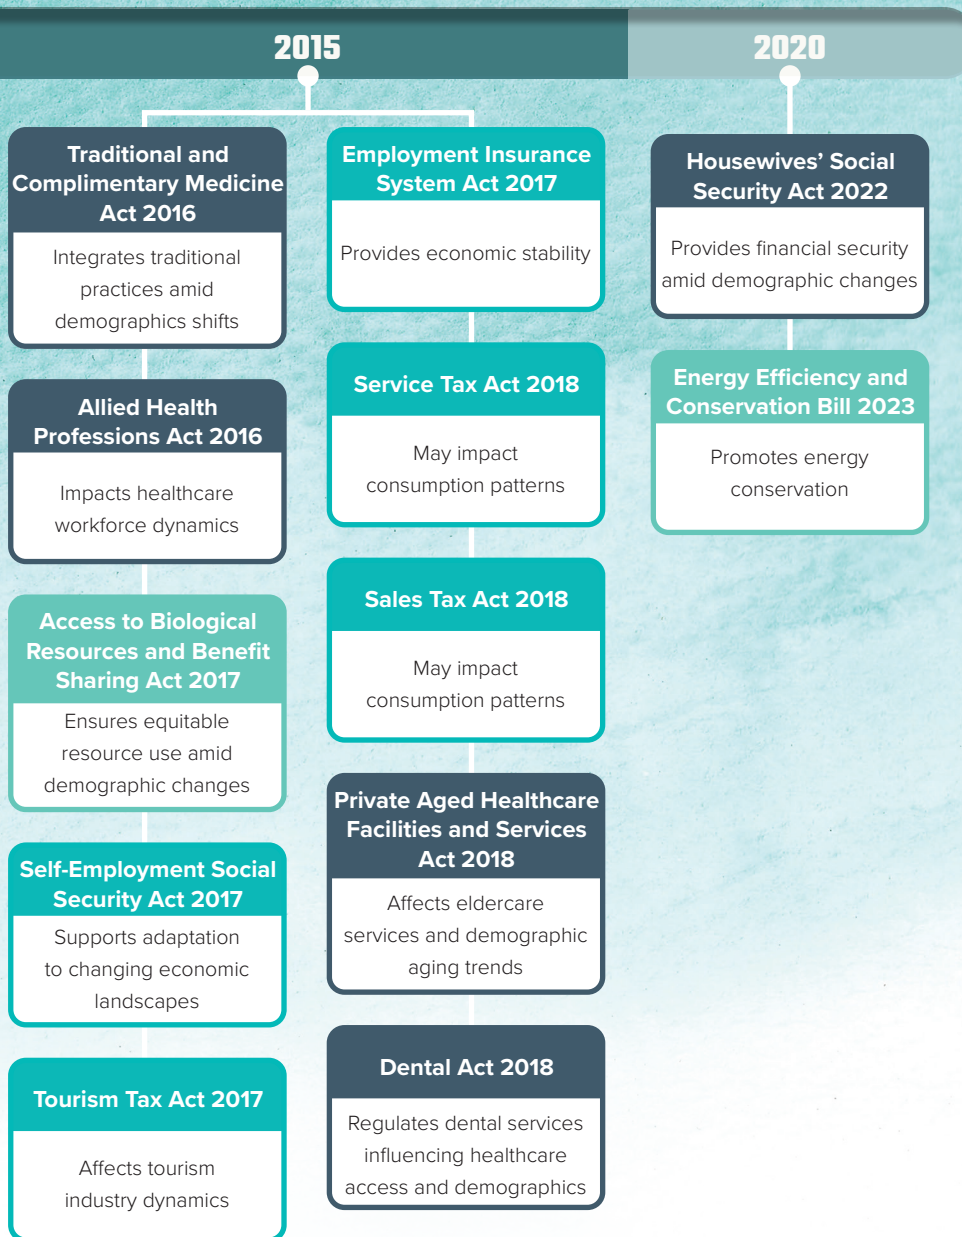 2015
Traditional and
Complimentary Medicine
Act 2016
Integrates traditional
practices amid
demographics shifts
Allied Health
Professions Act 2016
Impacts healthcare
workforce dynamics
Access to Biological
Resources and Benefit
Sharing Act 2017
Ensures equitable
resource use amid
demographic changes
Self-Employment Social
Security Act 2017
Supports adaptation
to changing economic
landscapes
Tourism Tax Act 2017
Affects tourism
industry dynamics
Employment Insurance
System Act 2017
Provides economic stability
Service Tax Act 2018
May impact
consumption patterns
Sales Tax Act 2018
May impact
consumption patterns
Private Aged Healthcare
Facilities and Services
Act 2018
Affects eldercare
services and demographic
aging trends
Dental Act 2018
Regulates dental services
influencing healthcare
access and demographics
2020
Housewives’ Social
Security Act 2022
Provides financial security
amid demographic changes
Energy Efficiency and
Conservation Bill 2023
Promotes energy
conservation